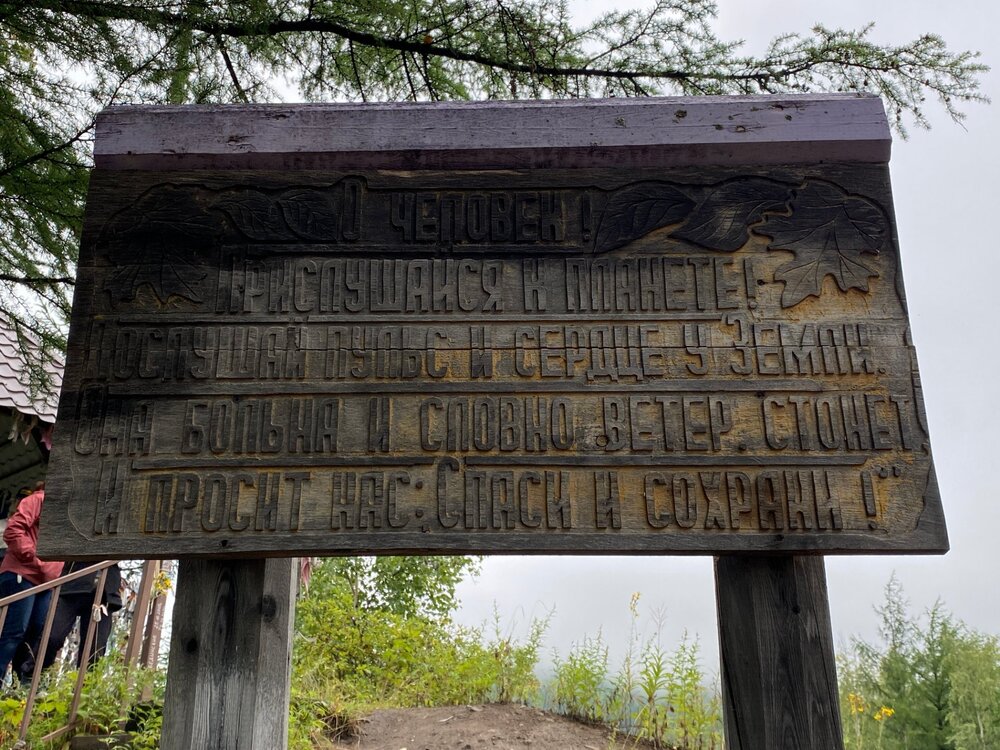 О человек!
Прислушайся к планете!
Послушай пульс и сердце у Земли.
Она больна и словно ветер стонет
И просит нас: Спаси и сохрани!“